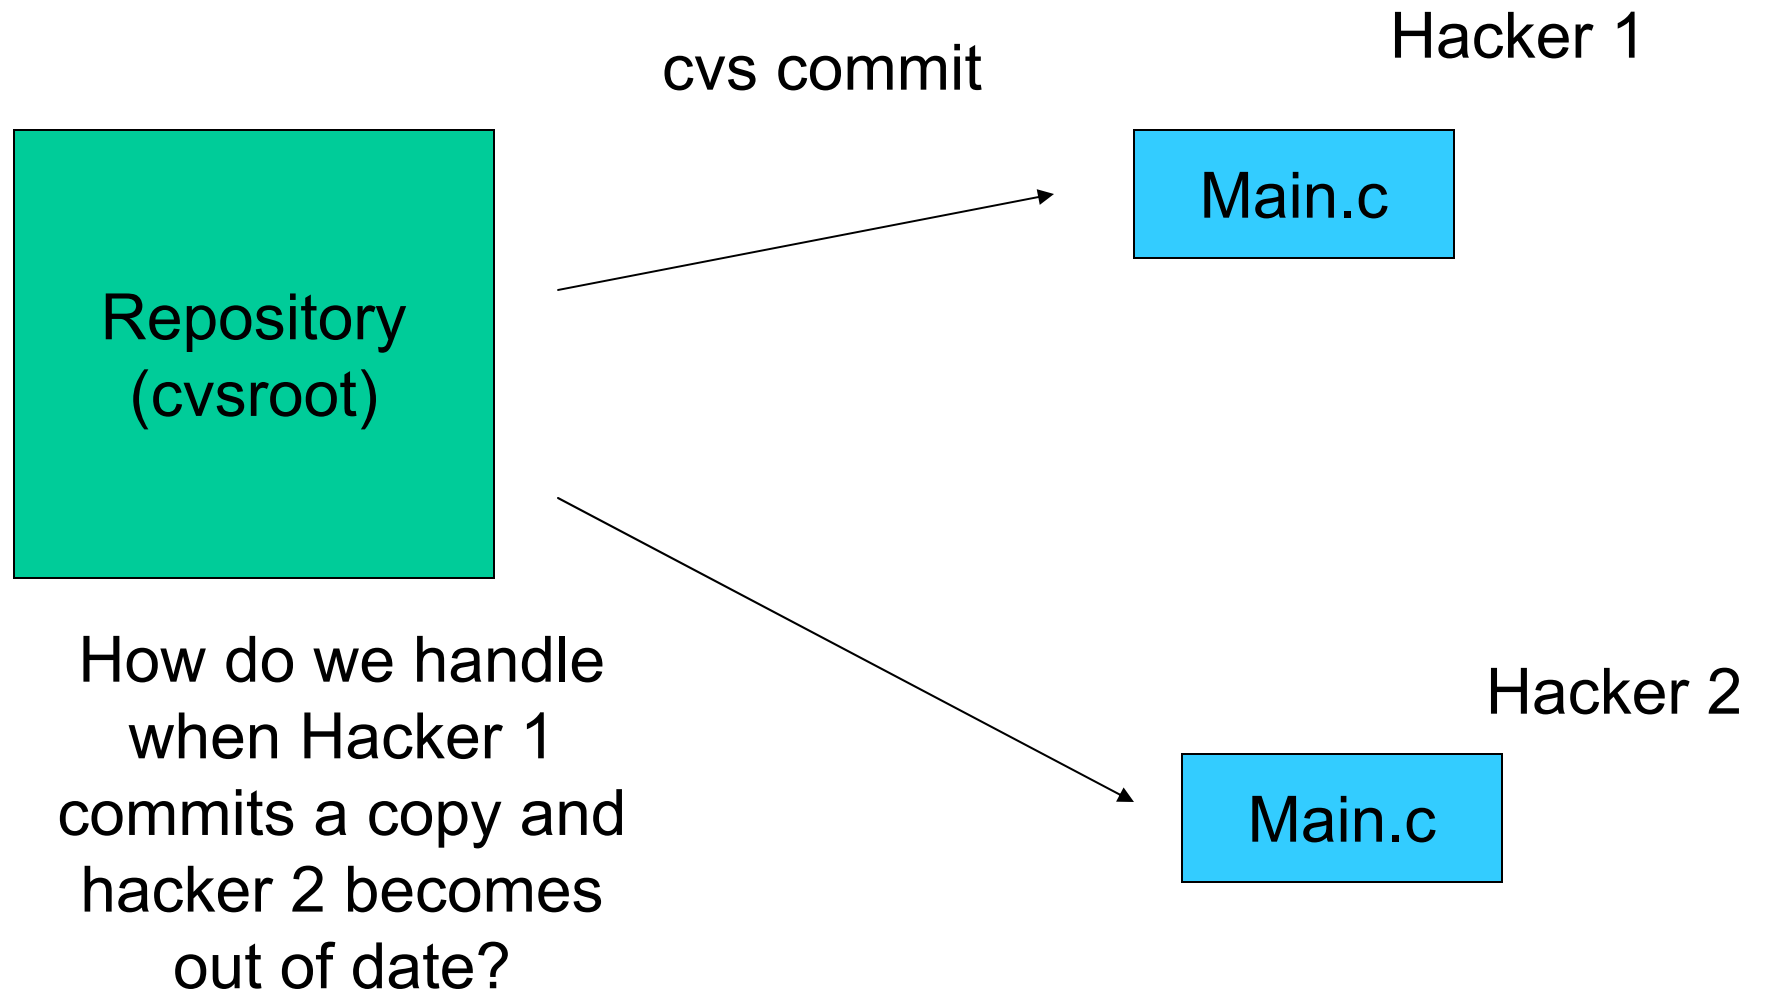 cvs commit
Hacker 1
Main.c
Repository
(cvsroot)
How do we handle
when Hacker 1
commits a copy and
hacker 2 becomes
out of date?
Hacker 2
Main.c